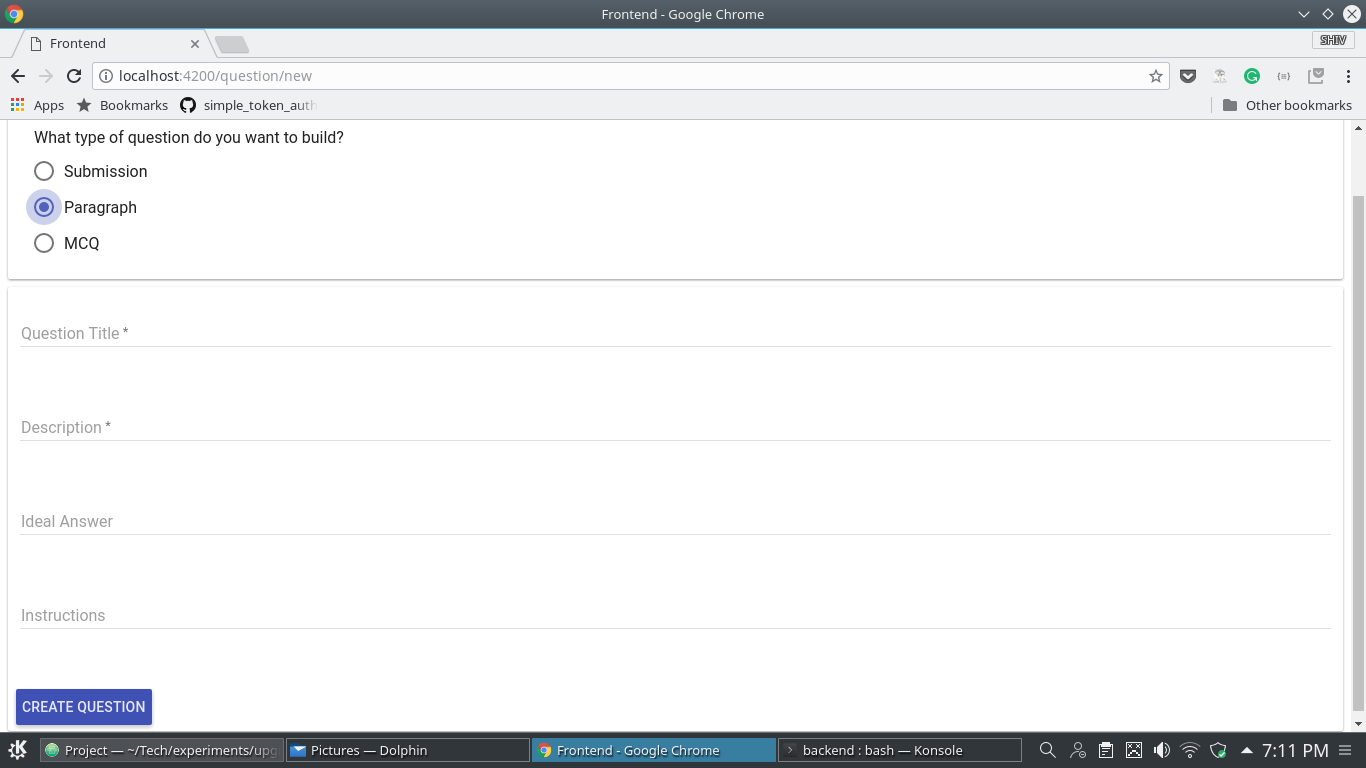 Frontend - Google Chrome
Frontend
SHIV
localhost:4200/question/new
Apps Bookmarks simple_token_auth Other bookmarks
What type of question do you want to build?
Submission
Paragraph
MCQ
Question Title *
Description *
Ideal Answer
Instructions
CREATE QUESTION
Project — ~/Tech/experiments/upg Pictures — Dolphin Frontend - Google Chrome backend : bash — Konsole 7:11 PM